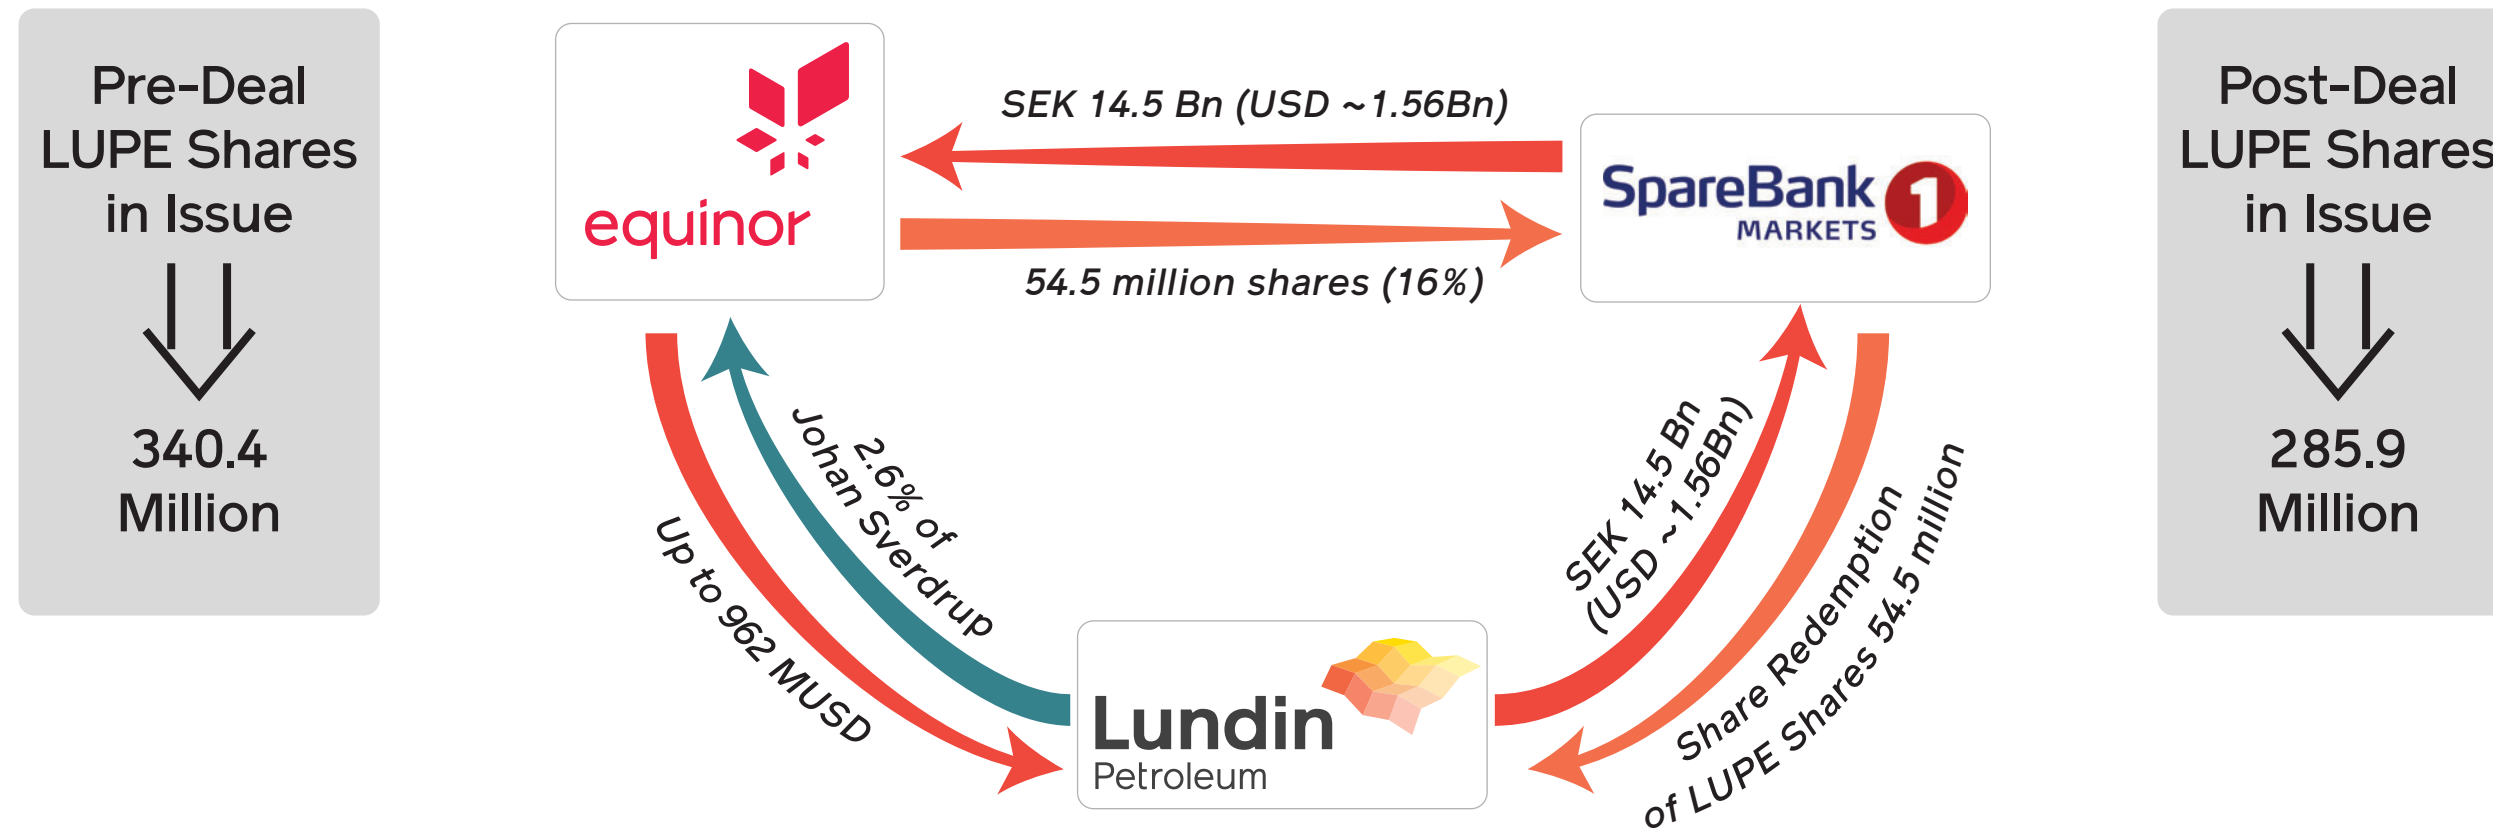 Pre-Deal
LUPE Shares
in Issue
340.4
Million
equinor
SEK 14.5 Bn (USD ~1.56Bn)
54.5 million shares (16%)
SpareBank 1
MARKETS
Post-Deal
LUPE Shares
in Issue
285.9
Million
Up to 962 MUSD
2.6% of
Johan Sverdrup
SEK 14.5 Bn
(USD ~ 1.56Bn)
Share Redemption
of LUPE Shares 54.5 million
Lundin
Petroleum